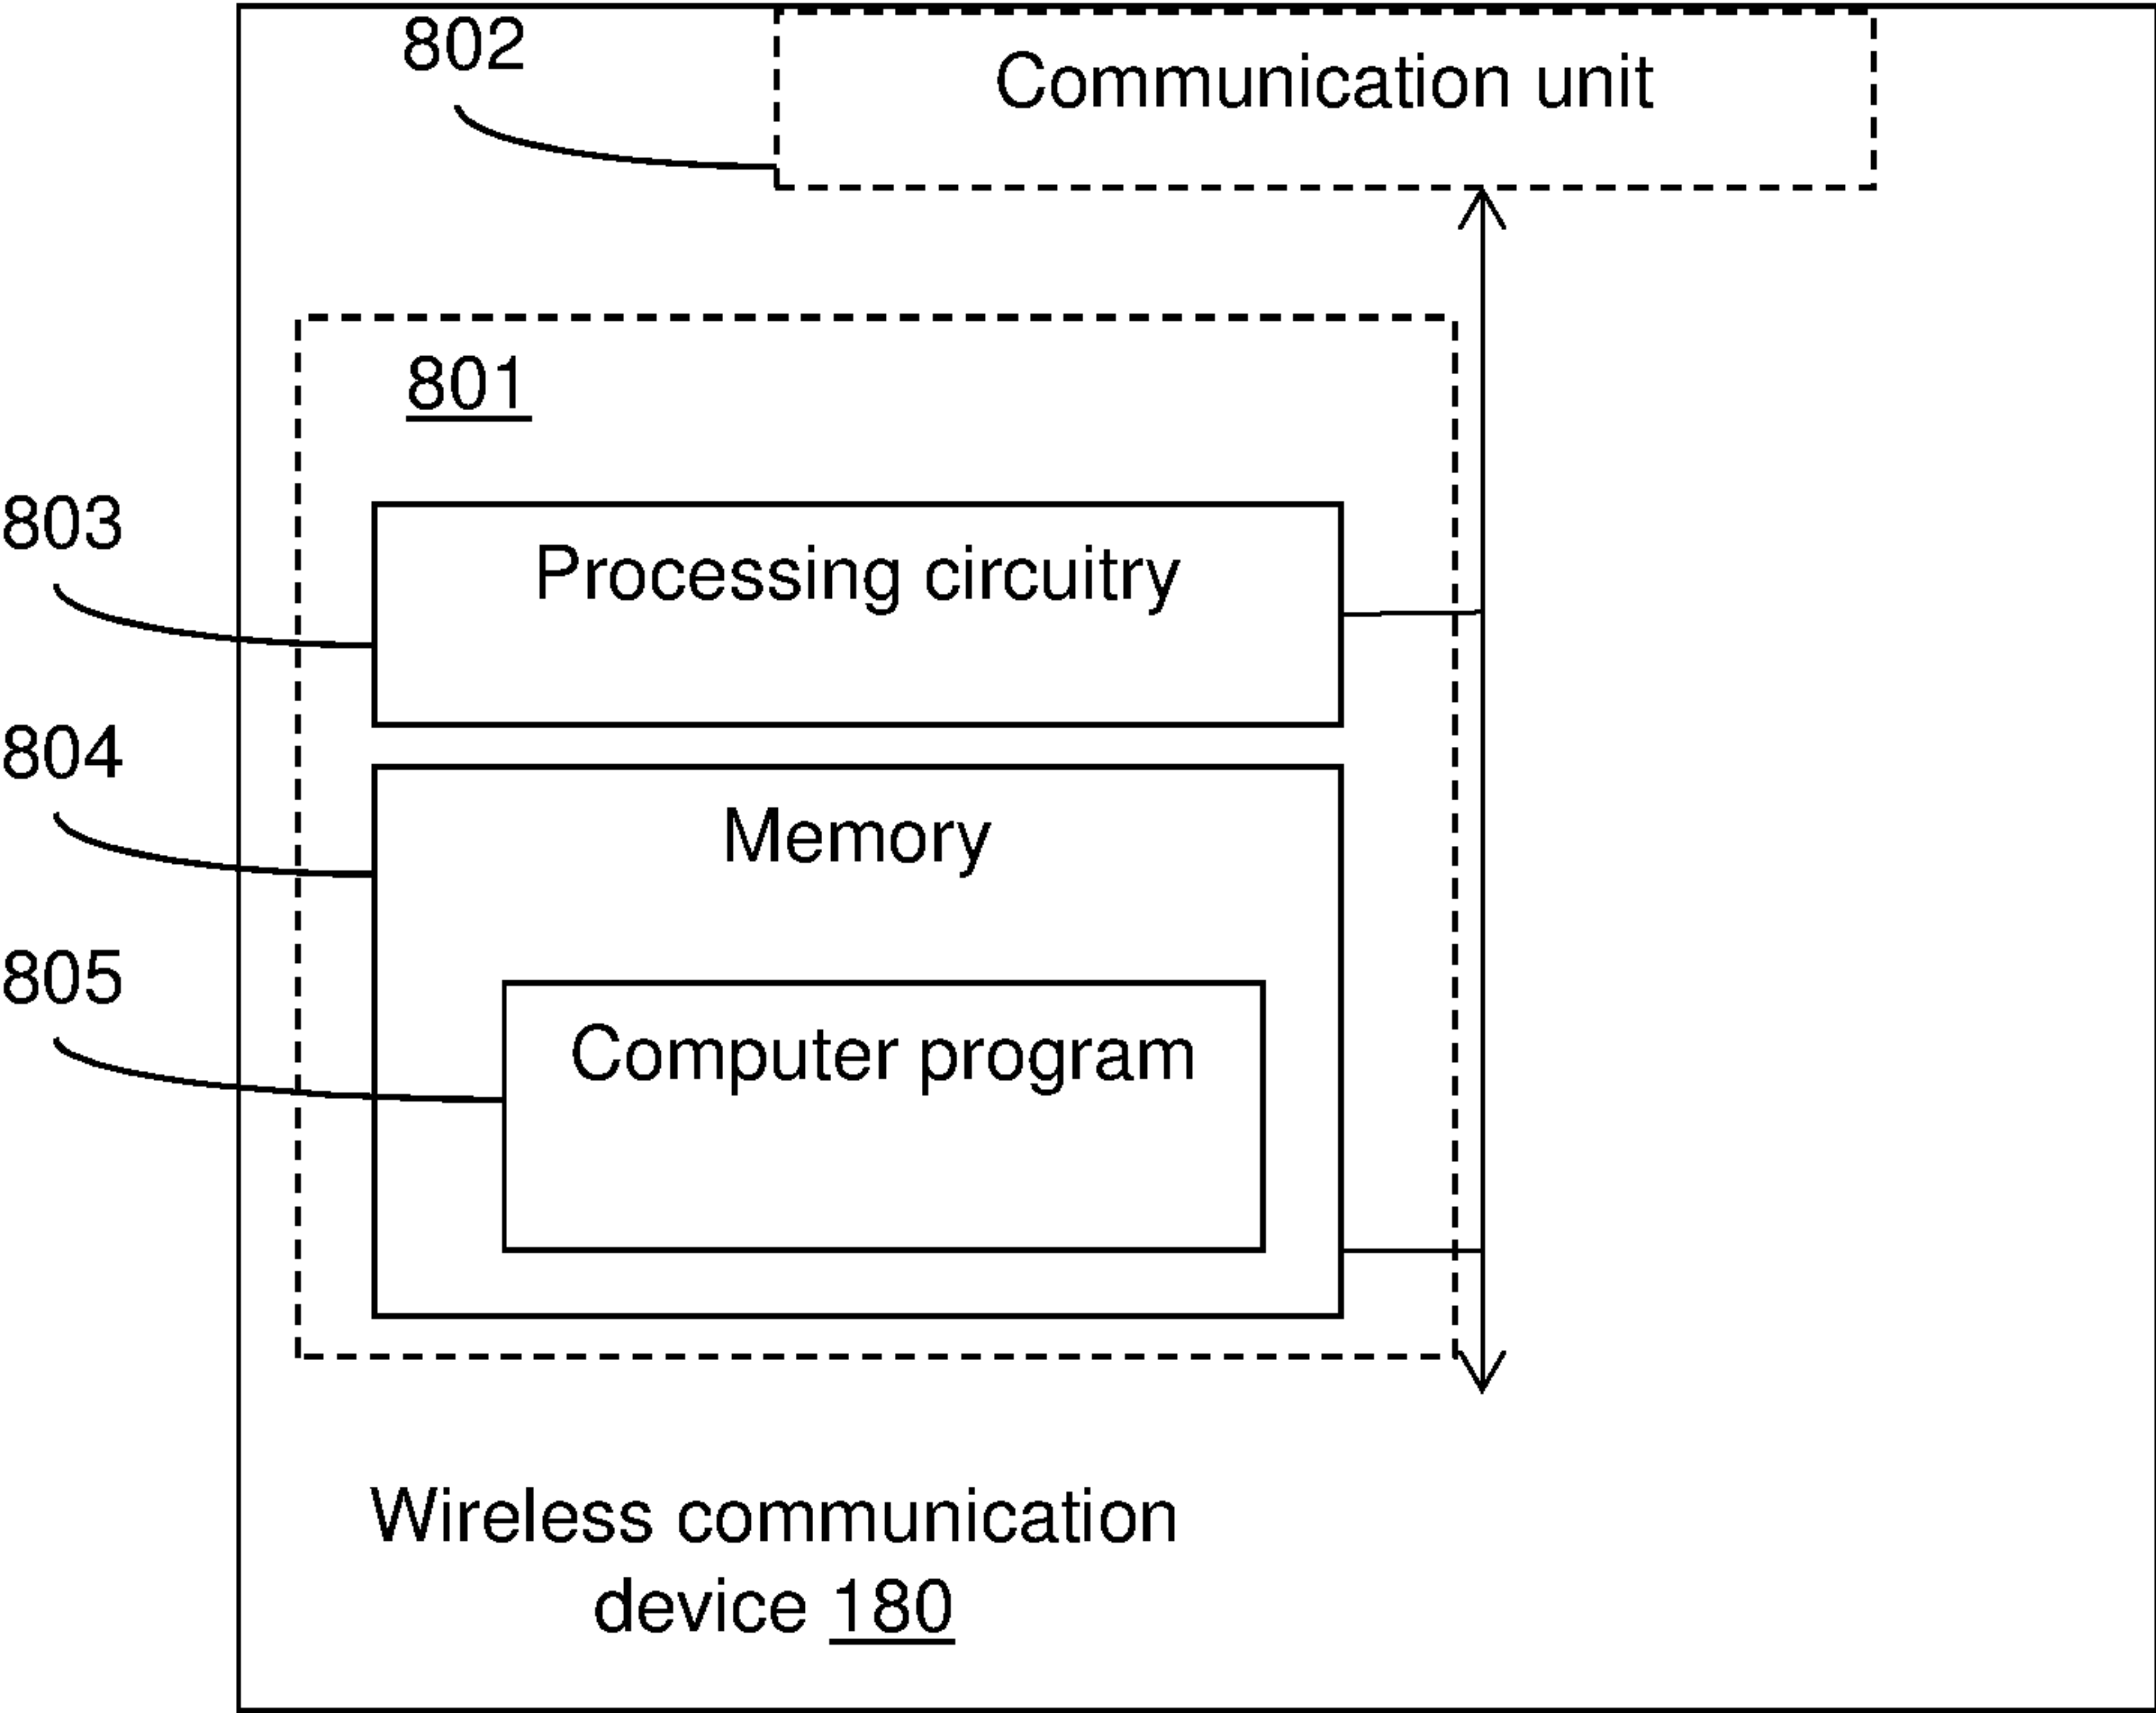 802
Communication unit
801
803
Processing circuitry
804
Memory
805
Computer program
Wireless communication
device 180